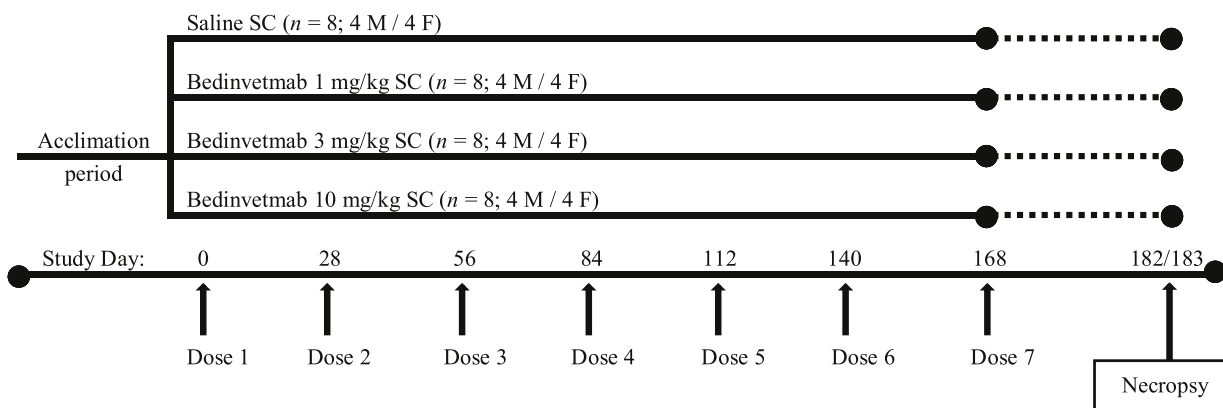 Saline SC (n = 8; 4 M / 4 F)
Bedinvetmab 1 mg/kg SC (n = 8; 4 M / 4 F)
Acclimation
period
Bedinvetmab 3 mg/kg SC (n = 8; 4 M / 4 F)
Bedinvetmab 10 mg/kg SC (n = 8; 4 M / 4 F)
Study Day: 0 28 56 84 112 140 168 182/183
Dose 1 Dose 2 Dose 3 Dose 4 Dose 5 Dose 6 Dose 7
Necropsy